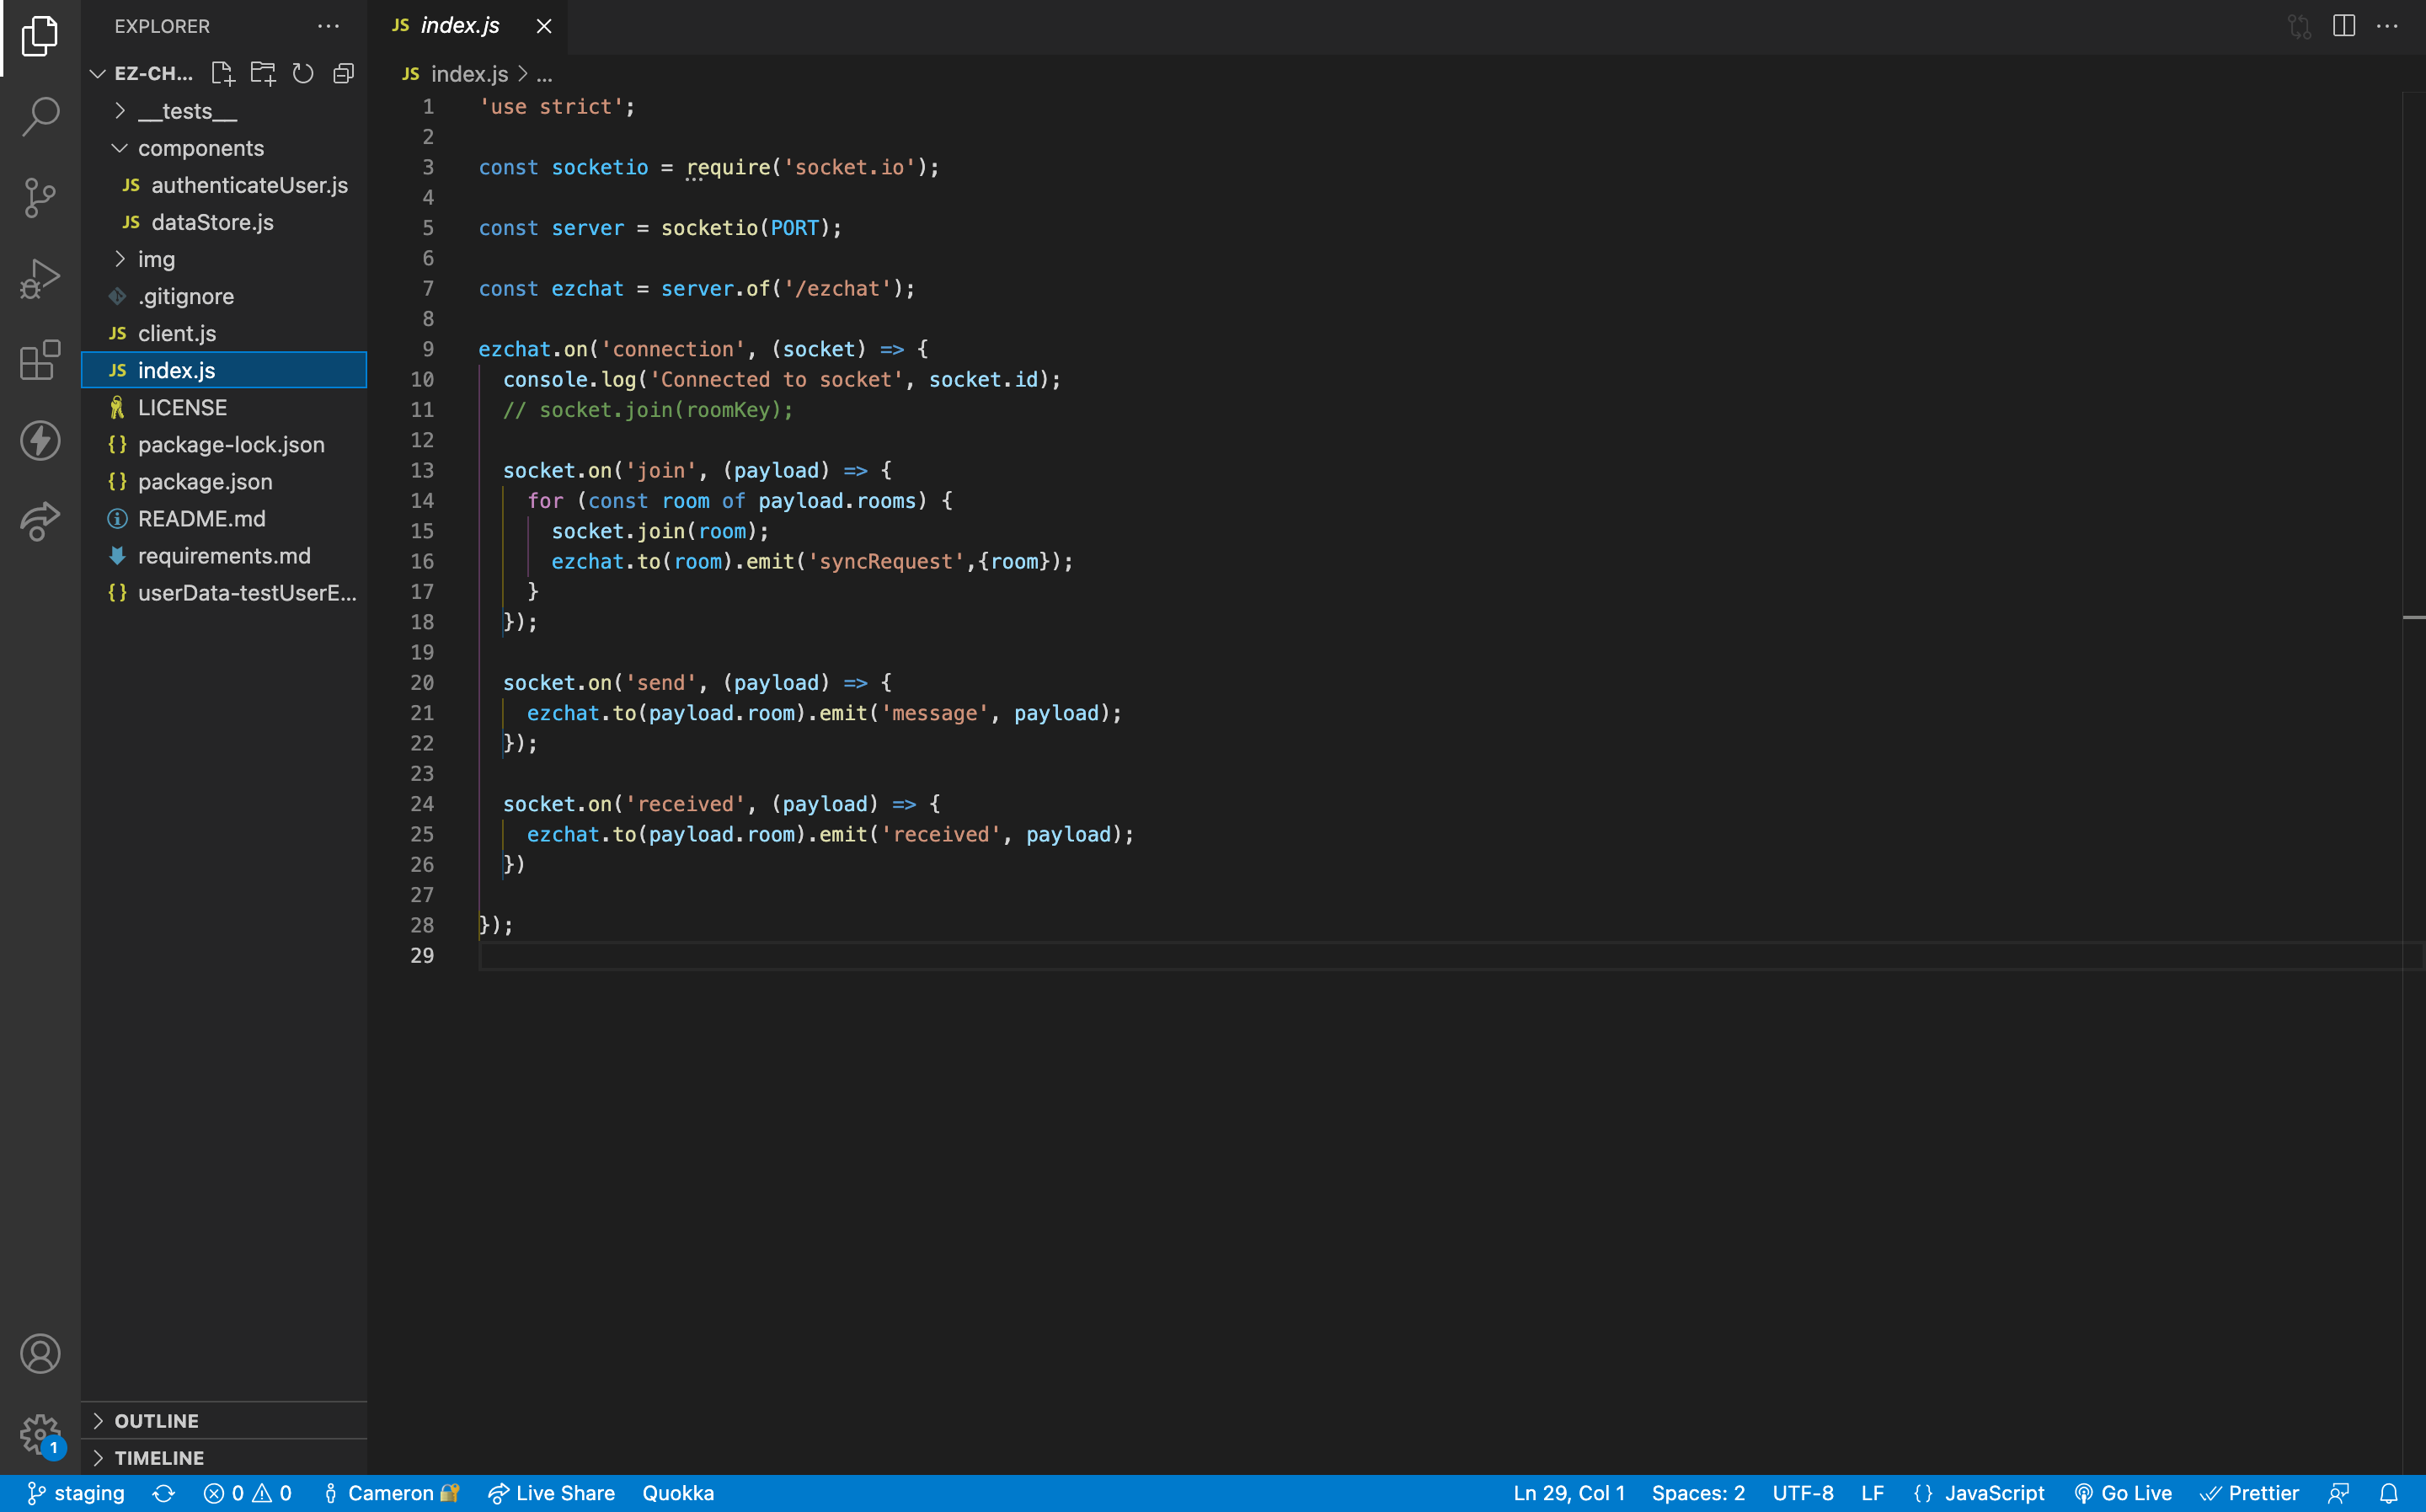 EXPLORER
EZ-CH...
__tests__
components
JS authenticateUser.js
JS dataStore.js
img
.gitignore
JS client.js
JS index.js
LICENSE
{} package-lock.json
{} package.json
README.md
requirements.md
{} userData-testUserE...
OUTLINE
TIMELINE
1
JS index.js
JS index.js > ...
1 'use strict';
2
3 const socketio = require('socket.io');
4
5 const server = socketio(PORT);
6
7 const ezchat = server.of('/ezchat');
8
9 ezchat.on('connection', (socket) => {
10   console.log('Connected to socket', socket.id);
11   // socket.join(roomKey);
12
13   socket.on('join', (payload) => {
14     for (const room of payload.rooms) {
15       socket.join(room);
16       ezchat.to(room).emit('syncRequest',{room});
17     }
18   });
19
20   socket.on('send', (payload) => {
21     ezchat.to(payload.room).emit('message', payload);
22   });
23
24   socket.on('received', (payload) => {
25     ezchat.to(payload.room).emit('received', payload);
26   })
27
28 });
29
staging 0 0 Cameron Live Share Quokka Ln 29, Col 1 Spaces: 2 UTF-8 LF {} JavaScript Go Live Prettier